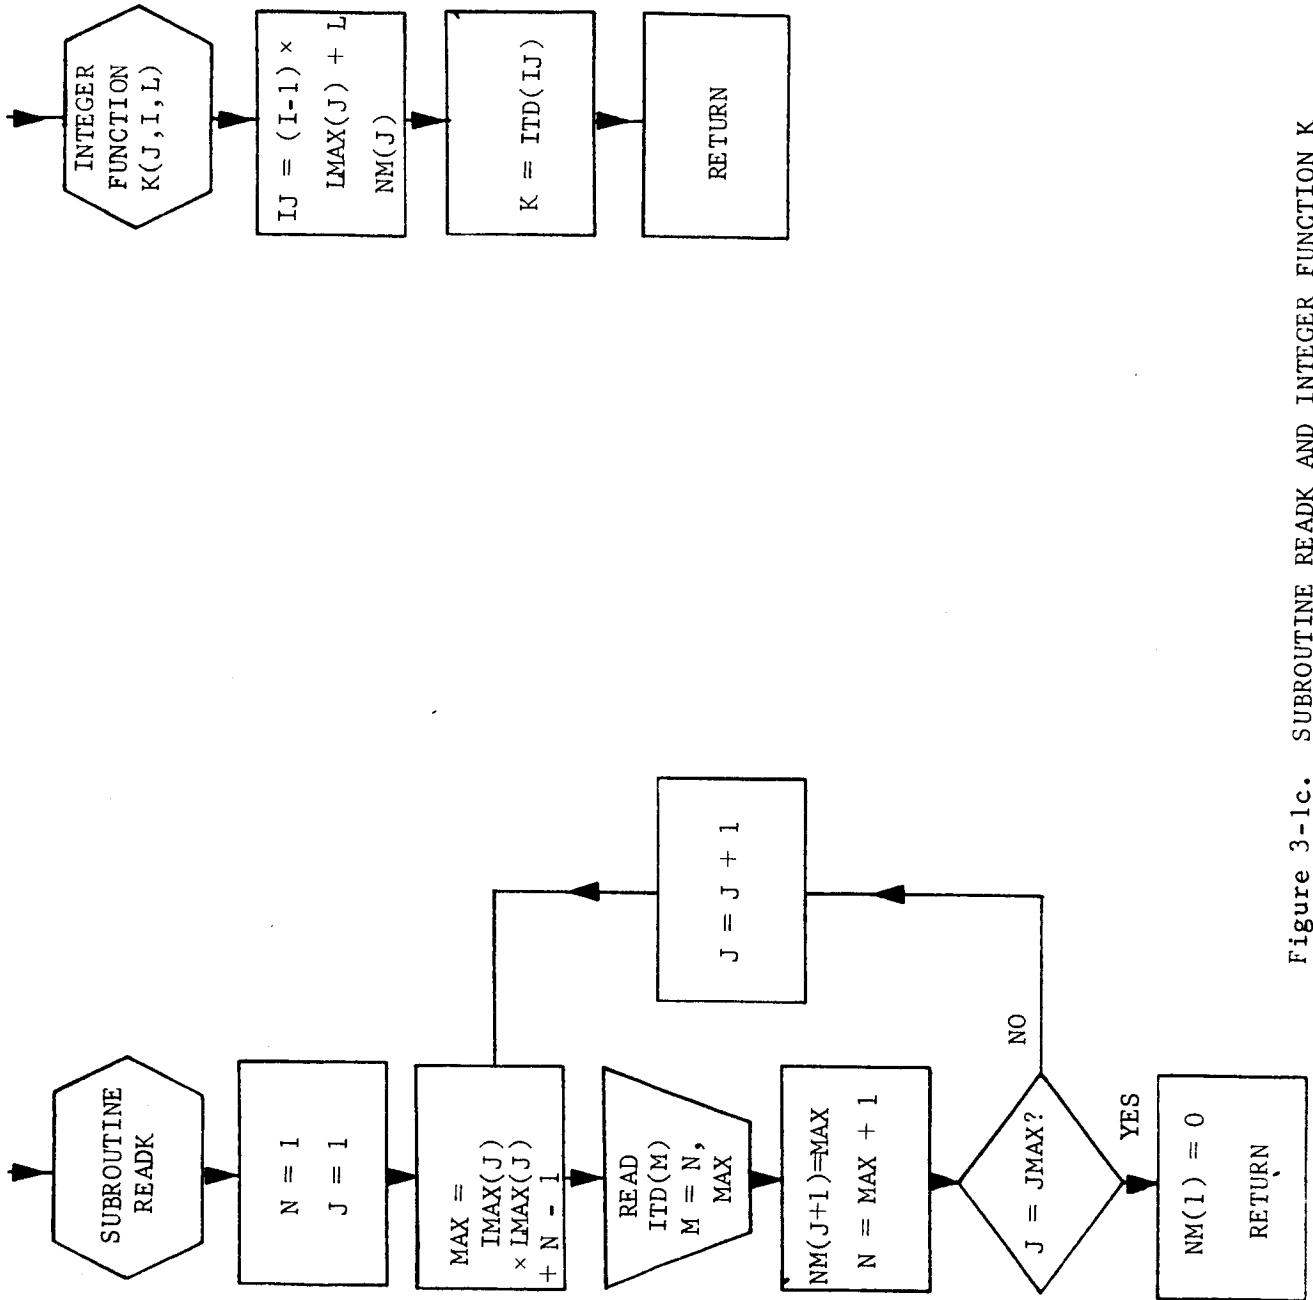 SUBROUTINE
READK
N = 1
J = 1
MAX =
IMAX(J)
× LMAX(J)
+ N - 1
READ
ITD(M)
M = N,
MAX
NM(J+1)=MAX
N = MAX + 1
J = JMAX?
NO
J = J + 1
YES
NM(1) = 0
RETURN
INTEGER
FUNCTION
K(J,I,L)
IJ = (I-1) ×
LMAX(J) + L
NM(J)
K = ITD(IJ)
RETURN
Figure 3-1c. SUBROUTINE READK AND INTEGER FUNCTION K